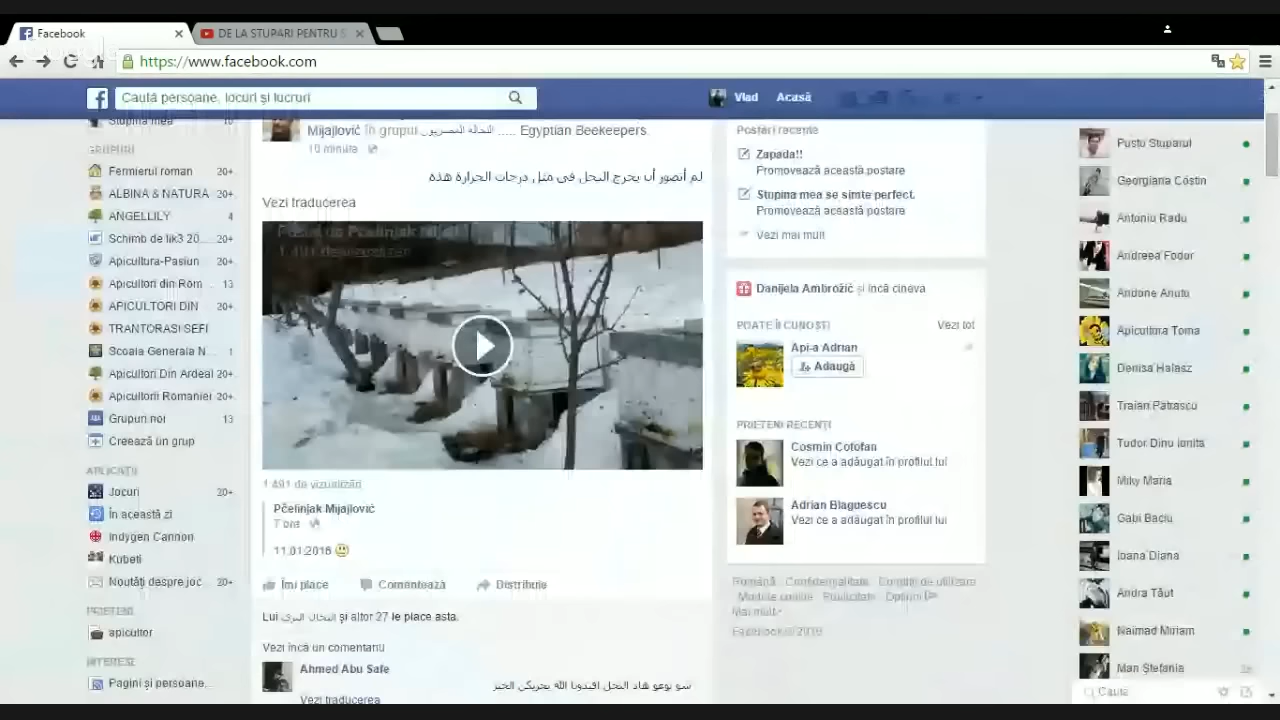 Facebook
DE LA STUPARI PENTRU S
https://www.facebook.com
Caută persoane, locuri și lucruri
Vlad
Acasă
Stupina mea
GRUPURI
Fermierul roman 20+
ALBINA & NATURA 20+
ANGELLILY 4
Schimb de lik3 20... 20+
Apicultura-Pasiun 20+
Apicultori din Rom 13
APICULTORI DIN 20+
TRANTORASI SEFI
Scoala Generala N... 1
Apicultori Din Ardeal 20+
Apicultorii Romaniei 20+
Grupuri noi 13
Creează un grup
APLICAȚII
Jocuri 20+
În această zi
Indygen Cannon
Kubeti
Noutăți despre joc 20+
PRIETENI
apicultor
INTERESE
Pagini și persoane...
Mijajlović în grupul النحالة المصريون ..... Egyptian Beekeepers
10 minute
لم أتصور أن يخرج النحل في مثل درجات الحرارة هذه
Vezi traducerea
1 491 de vizualizări
Pčelinjak Mijajlović
7 ore
11.01.2016
Îmi place
Comentează
Distribuie
Lui النحال البري și altor 27 le place asta.
Vezi încă un comentariu
Ahmed Abu Safe
Vezi traducerea
Postări recente
Zapada!!
Promovează această postare
Stupina mea se simte perfect.
Promovează această postare
Vezi mai mult
Danijela Ambrožič și încă cineva
POATE ÎI CUNOȘTI
Vezi tot
Api-a Adrian
Adaugă
PRIETENI RECENȚI
Cosmin Cotofan
Vezi ce a adăugat în profilul lui
Adrian Blaguescu
Vezi ce a adăugat în profilul lui
Română Confidențialitate Condiții de utilizare
Modele cookie Publicitate Opțiuni
Mai mult
Facebook © 2016
Pustu Stuparul
Georgiana Costin
Antoniu Radu
Andreea Fodor
Andone Anuta
Apicultura Toma
Denisa Halasz
Traian Pătrascu
Tudor Dinu Ionita
Miky Maria
Gabi Baciu
Ioana Diana
Andra Tăut
Naimad Miriam
Man Ștefania
Caută